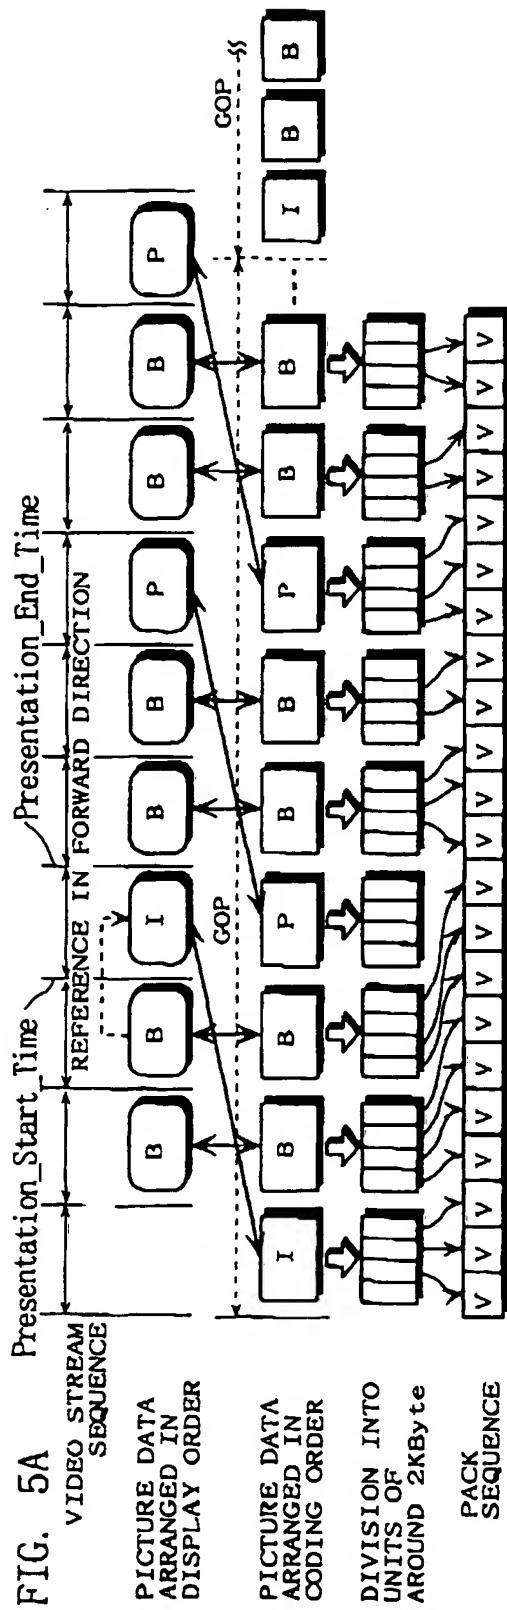 FIG. 5A
Presentation_Start_Time
Presentation_End_Time
VIDEO STREAM
SEQUENCE
REFERENCE IN FORWARD DIRECTION
PICTURE DATA
ARRANGED IN
DISPLAY ORDER
B B I B B P B B P
GOP GOP
PICTURE DATA
ARRANGED IN
CODING ORDER
I B B P B B P B B I B B
DIVISION INTO
UNITS OF
AROUND 2KByte
PACK
SEQUENCE
V V V V V V V V V V V V V V V V V V V V V V